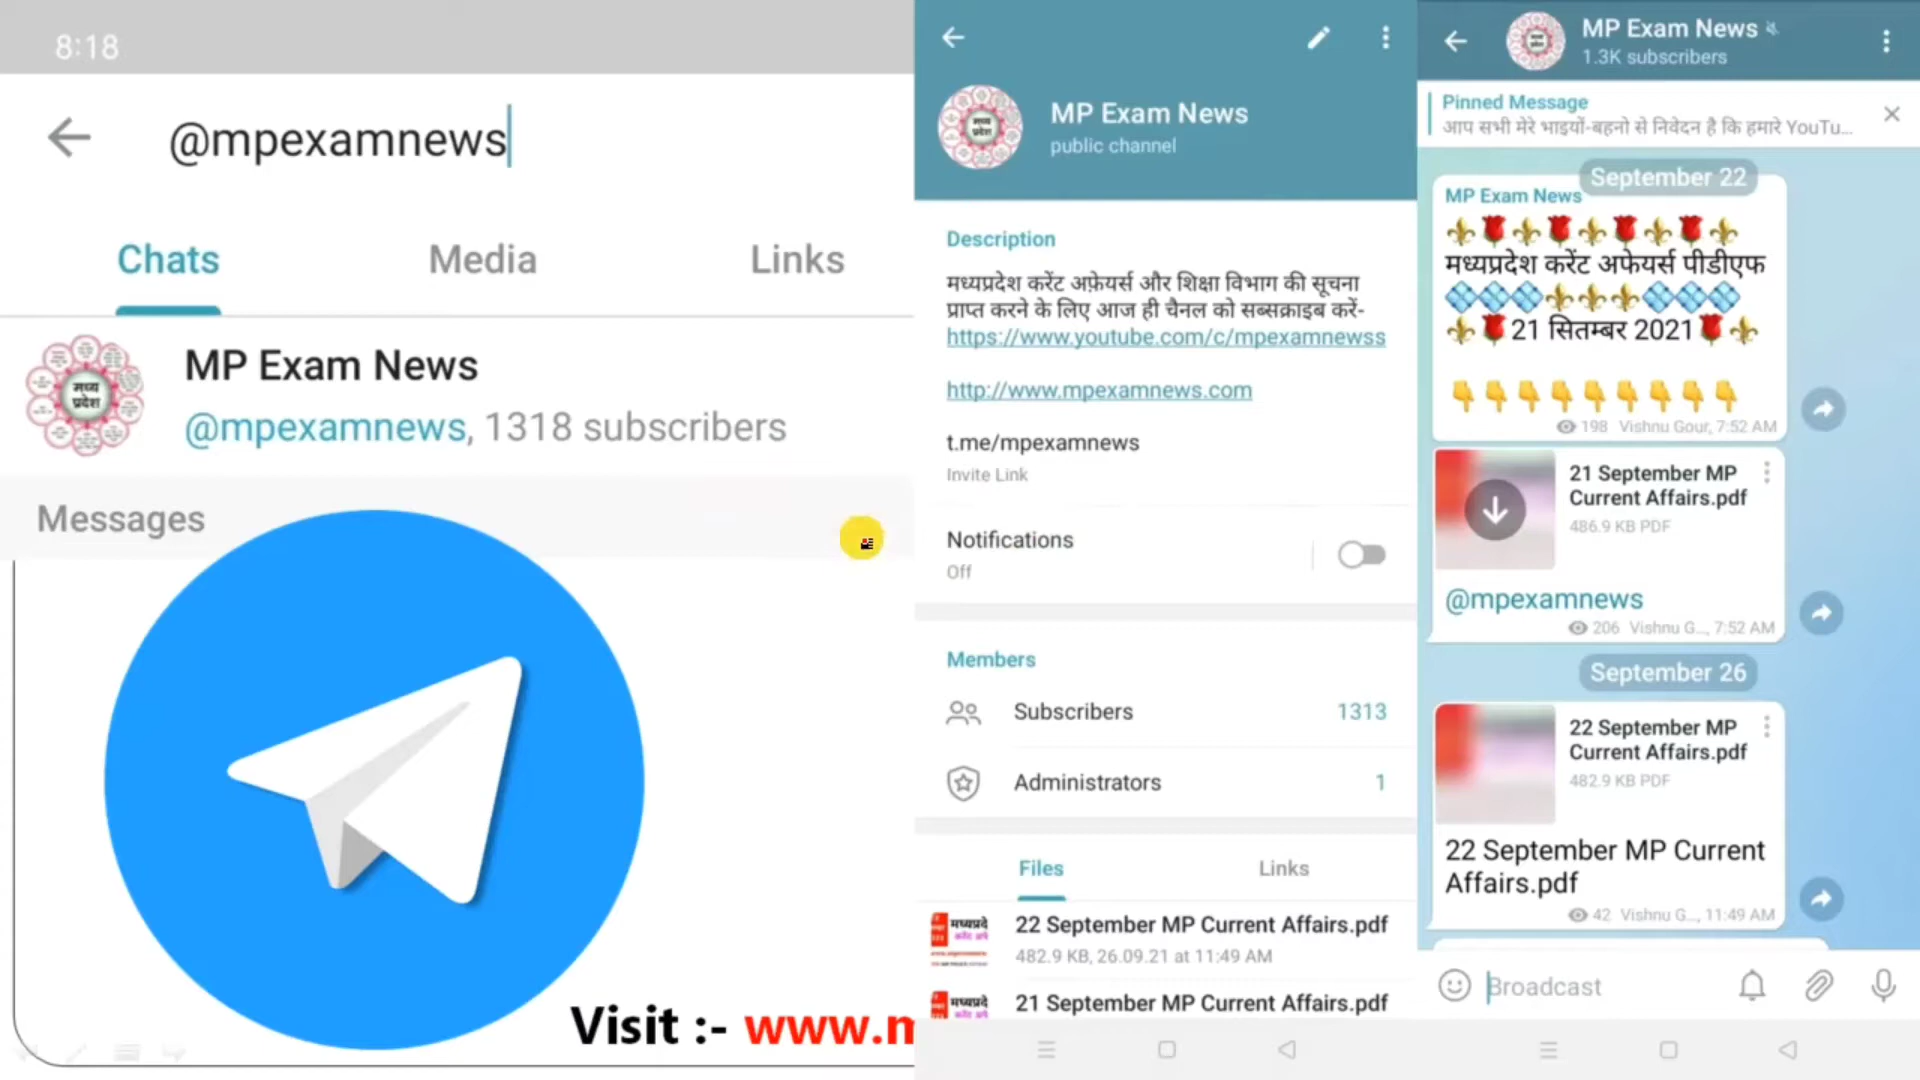 8:18
@mpexamnews
Chats
Media
Links
मध्य
प्रदेश
MP Exam News
@mpexamnews, 1318 subscribers
Messages
Visit :- www.
मध्य
प्रदेश
MP Exam News
public channel
Description
मध्यप्रदेश करेंट अफ़ेयर्स और शिक्षा विभाग की सूचना
प्राप्त करने के लिए आज ही चैनल को सब्सक्राइब करें-
https://www.youtube.com/c/mpexamnewss
http://www.mpexamnews.com
t.me/mpexamnews
Invite Link
Notifications
Off
Members
Subscribers 1313
Administrators 1
Files
Links
22 September MP Current Affairs.pdf
482.9 KB, 26.09.21 at 11:49 AM
21 September MP Current Affairs.pdf
MP Exam News
1.3K subscribers
Pinned Message
आप सभी मेरे भाइयों-बहनो से निवेदन है कि हमारे YouTu...
September 22
MP Exam News
मध्यप्रदेश करेंट अफेयर्स पीडीएफ
21 सितम्बर 2021
198 Vishnu Gour, 7:52 AM
21 September MP
Current Affairs.pdf
486.9 KB PDF
@mpexamnews
206 Vishnu G..., 7:52 AM
September 26
22 September MP
Current Affairs.pdf
482.9 KB PDF
22 September MP Current
Affairs.pdf
42 Vishnu G..., 11:49 AM
Broadcast